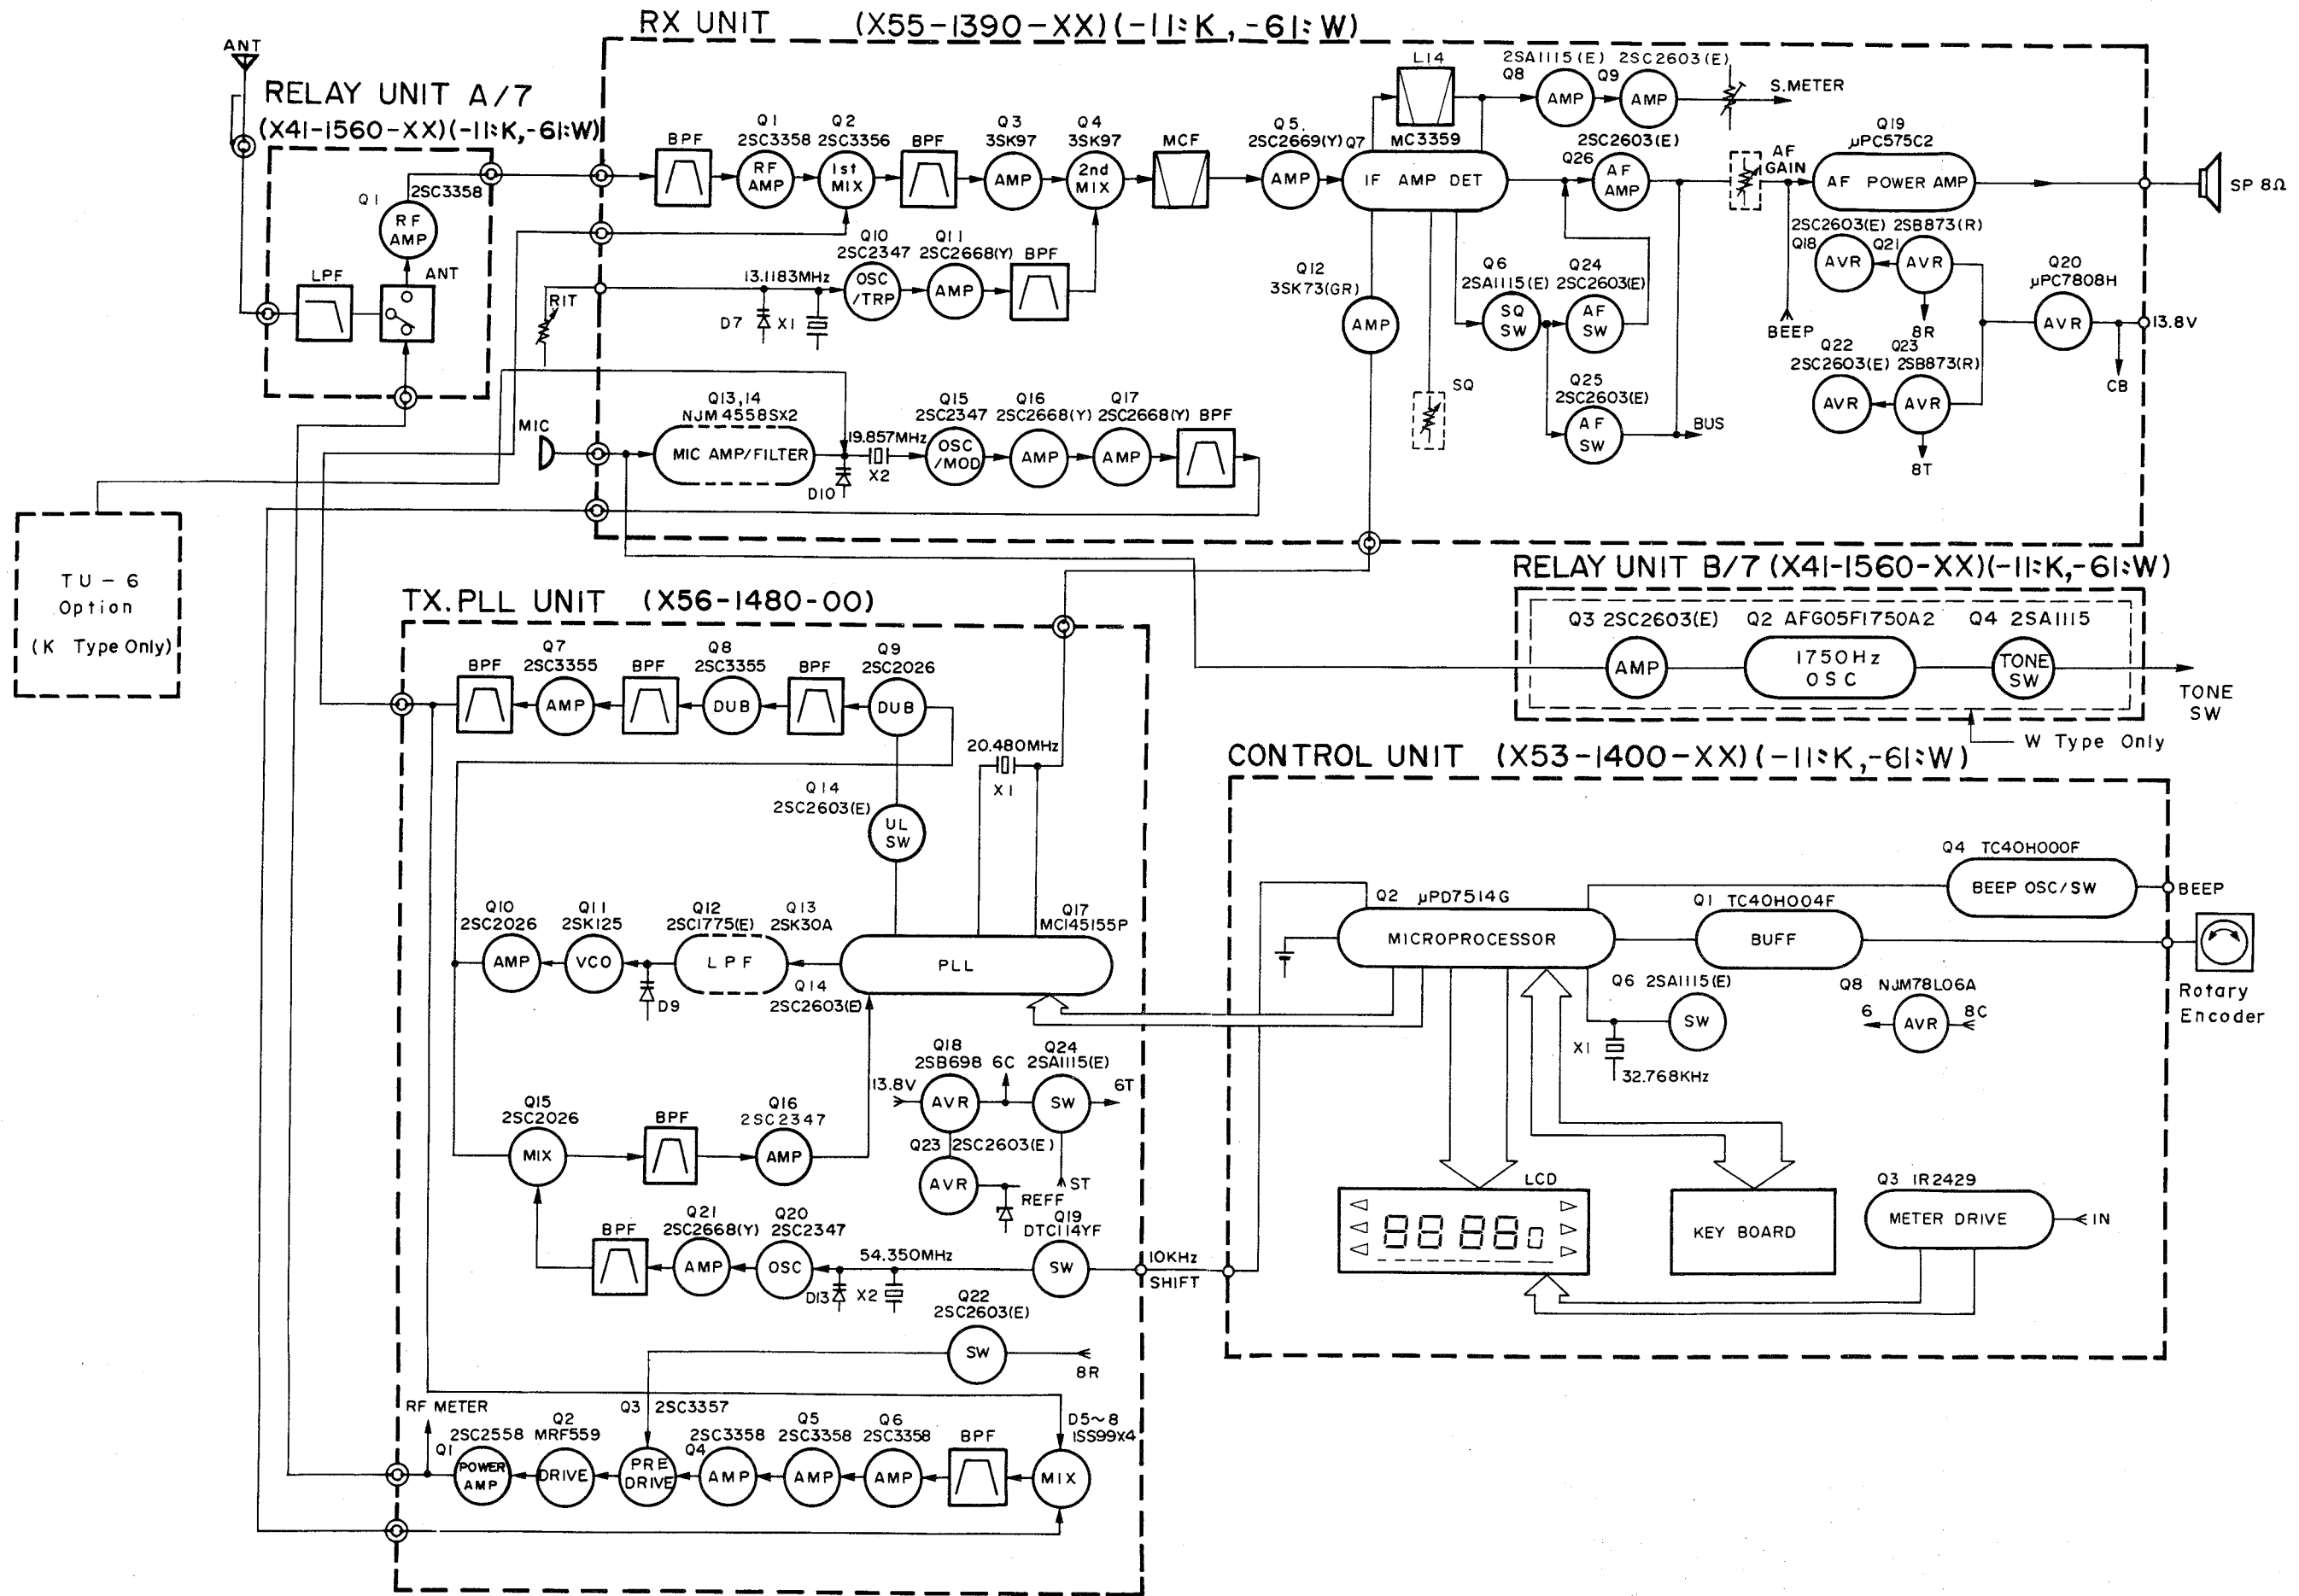 RX UNIT (X55-1390-XX)(-11:K,-61:W)
ANT
RELAY UNIT A/7
(X41-1560-XX)(-11:K,-61:W)
Q1
2SC3358
RF
AMP
LPF
ANT
BPF
Q1
2SC3358
RF
AMP
Q2
2SC3356
1st
MIX
BPF
Q3
3SK97
AMP
Q4
3SK97
2nd
MIX
MCF
Q5
2SC2669(Y)
AMP
Q7
MC3359
IF AMP DET
L14
2SA1115(E)
Q8
AMP
2SC2603(E)
Q9
AMP
S.METER
2SC2603(E)
Q26
AF
AMP
AF
GAIN
Q19
μPC575C2
AF POWER AMP
SP 8Ω
RIT
13.1183MHz
D7
X1
Q10
2SC2347
OSC
/TRP
Q11
2SC2668(Y)
AMP
BPF
Q12
3SK73(GR)
AMP
Q6
2SA1115(E)
SQ
SW
Q24
2SC2603(E)
AF
SW
Q25
2SC2603(E)
AF
SW
SQ
BUS
BEEP
2SC2603(E)
Q18
AVR
2SB873(R)
Q21
AVR
8R
Q20
μPC7808H
AVR
13.8V
CB
Q22
2SC2603(E)
AVR
Q23
2SB873(R)
AVR
8T
MIC
Q13,14
NJM4558SX2
MIC AMP/FILTER
D10
19.857MHz
X2
Q15
2SC2347
OSC
/MOD
Q16
2SC2668(Y)
AMP
Q17
2SC2668(Y)
AMP
BPF
TU-6
Option
(K Type Only)
RELAY UNIT B/7 (X41-1560-XX)(-11:K,-61:W)
Q3 2SC2603(E)
AMP
Q2 AFG05F1750A2
1750Hz
OSC
Q4 2SA1115
TONE
SW
TONE
SW
W Type Only
TX.PLL UNIT (X56-1480-00)
BPF
Q7
2SC3355
AMP
BPF
Q8
2SC3355
DUB
BPF
Q9
2SC2026
DUB
20.480MHz
X1
Q14
2SC2603(E)
UL
SW
Q10
2SC2026
AMP
Q11
2SK125
VCO
D9
Q12
2SC1775(E)
Q13
2SK30A
LPF
Q14
2SC2603(E)
Q17
MC145155P
PLL
Q15
2SC2026
MIX
BPF
Q16
2SC2347
AMP
13.8V
Q18
2SB698
AVR
6C
Q24
2SA1115(E)
SW
6T
Q23 2SC2603(E)
AVR
REFF
ST
BPF
Q21
2SC2668(Y)
AMP
Q20
2SC2347
OSC
54.350MHz
D13
X2
Q19
DTC114YF
SW
10KHz
SHIFT
Q22
2SC2603(E)
SW
8R
RF METER
Q1
2SC2558
POWER
AMP
Q2
MRF559
DRIVE
Q3 2SC3357
PRE
DRIVE
Q4
2SC3358
AMP
Q5
2SC3358
AMP
Q6
2SC3358
AMP
BPF
D5~8
1SS99X4
MIX
CONTROL UNIT (X53-1400-XX)(-11:K,-61:W)
Q2 μPD7514G
MICROPROCESSOR
Q4 TC40H000F
BEEP OSC/SW
BEEP
Q1 TC40H004F
BUFF
Rotary
Encoder
Q6 2SA1115(E)
SW
X1
32.768KHz
Q8 NJM78L06A
6
AVR
8C
LCD
8888
KEY BOARD
Q3 IR2429
METER DRIVE
IN